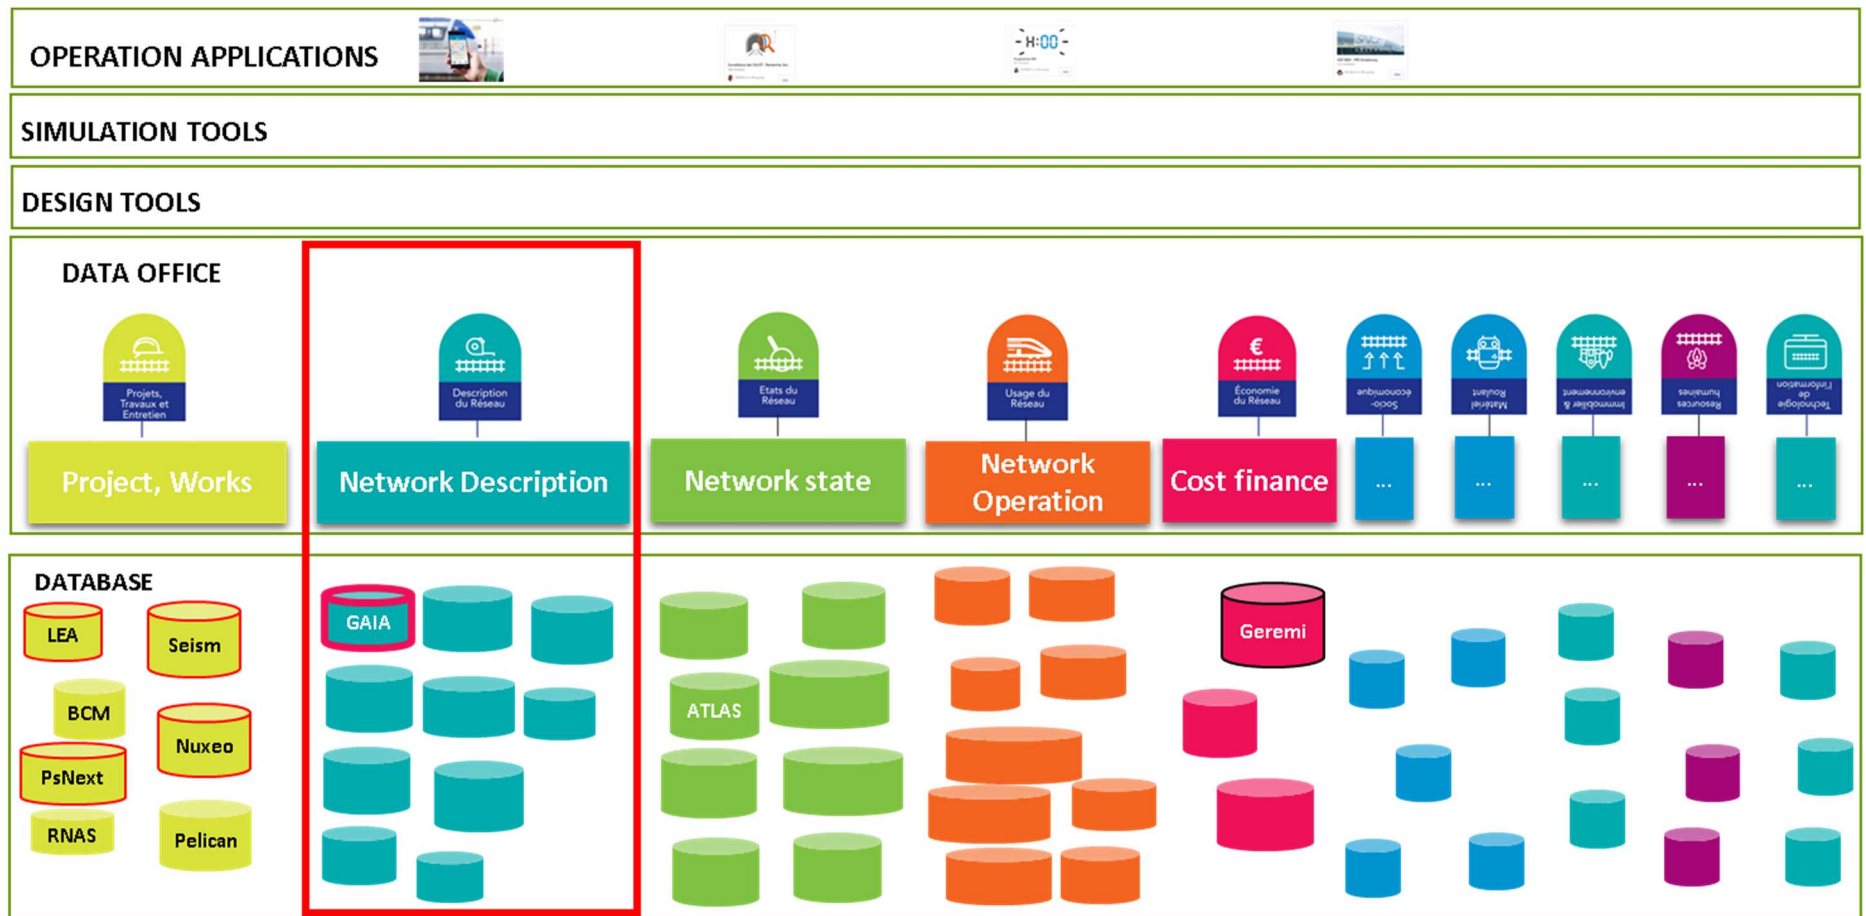 OPERATION APPLICATIONS
H:00
SNCF
SIMULATION TOOLS
DESIGN TOOLS
DATA OFFICE
Projets,
Travaux et
Entretien
Description
du Réseau
Etats du
Réseau
Usage du
Réseau
€
Économie
du Réseau
Socio-
économique
Matériel
Roulant
Immobilier &
environnement
Ressources
humaines
Technologie
de
l'information
Project, Works
Network Description
Network state
Network
Operation
Cost finance
...
...
...
...
...
DATABASE
LEA
Seism
BCM
Nuxeo
PsNext
RNAS
Pelican
GAIA
ATLAS
Geremi